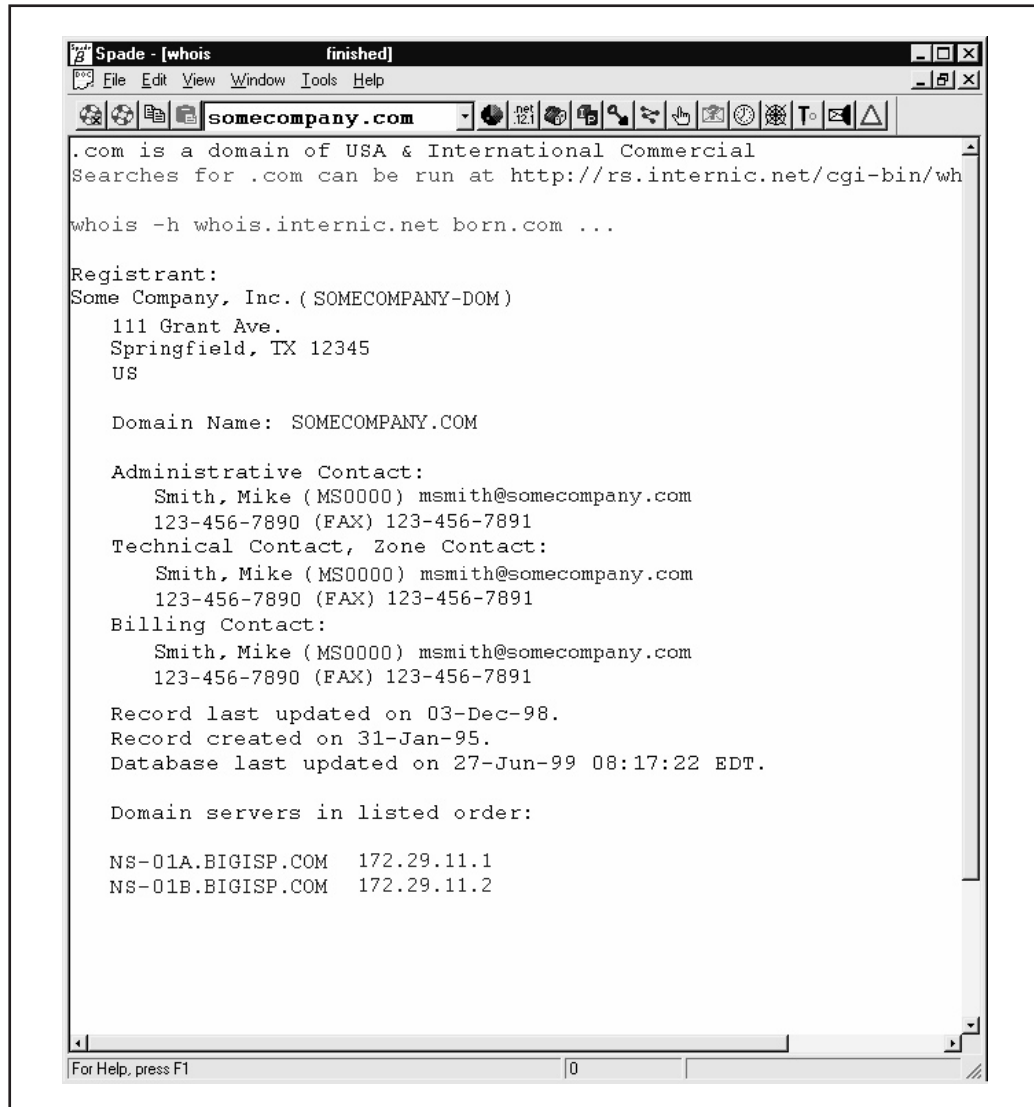 Spade - [whois finished]
File Edit View Window Tools Help
somecompany.com
.com is a domain of USA & International Commercial
Searches for .com can be run at http://rs.internic.net/cgi-bin/wh
whois -h whois.internic.net born.com ...
Registrant:
Some Company, Inc. (SOMECOMPANY-DOM)
111 Grant Ave.
Springfield, TX 12345
US
Domain Name: SOMECOMPANY.COM
Administrative Contact:
Smith, Mike (MS0000) msmith@somecompany.com
123-456-7890 (FAX) 123-456-7891
Technical Contact, Zone Contact:
Smith, Mike (MS0000) msmith@somecompany.com
123-456-7890 (FAX) 123-456-7891
Billing Contact:
Smith, Mike (MS0000) msmith@somecompany.com
123-456-7890 (FAX) 123-456-7891
Record last updated on 03-Dec-98.
Record created on 31-Jan-95.
Database last updated on 27-Jun-99 08:17:22 EDT.
Domain servers in listed order:
NS-01A.BIGISP.COM 172.29.11.1
NS-01B.BIGISP.COM 172.29.11.2
For Help, press F1
0